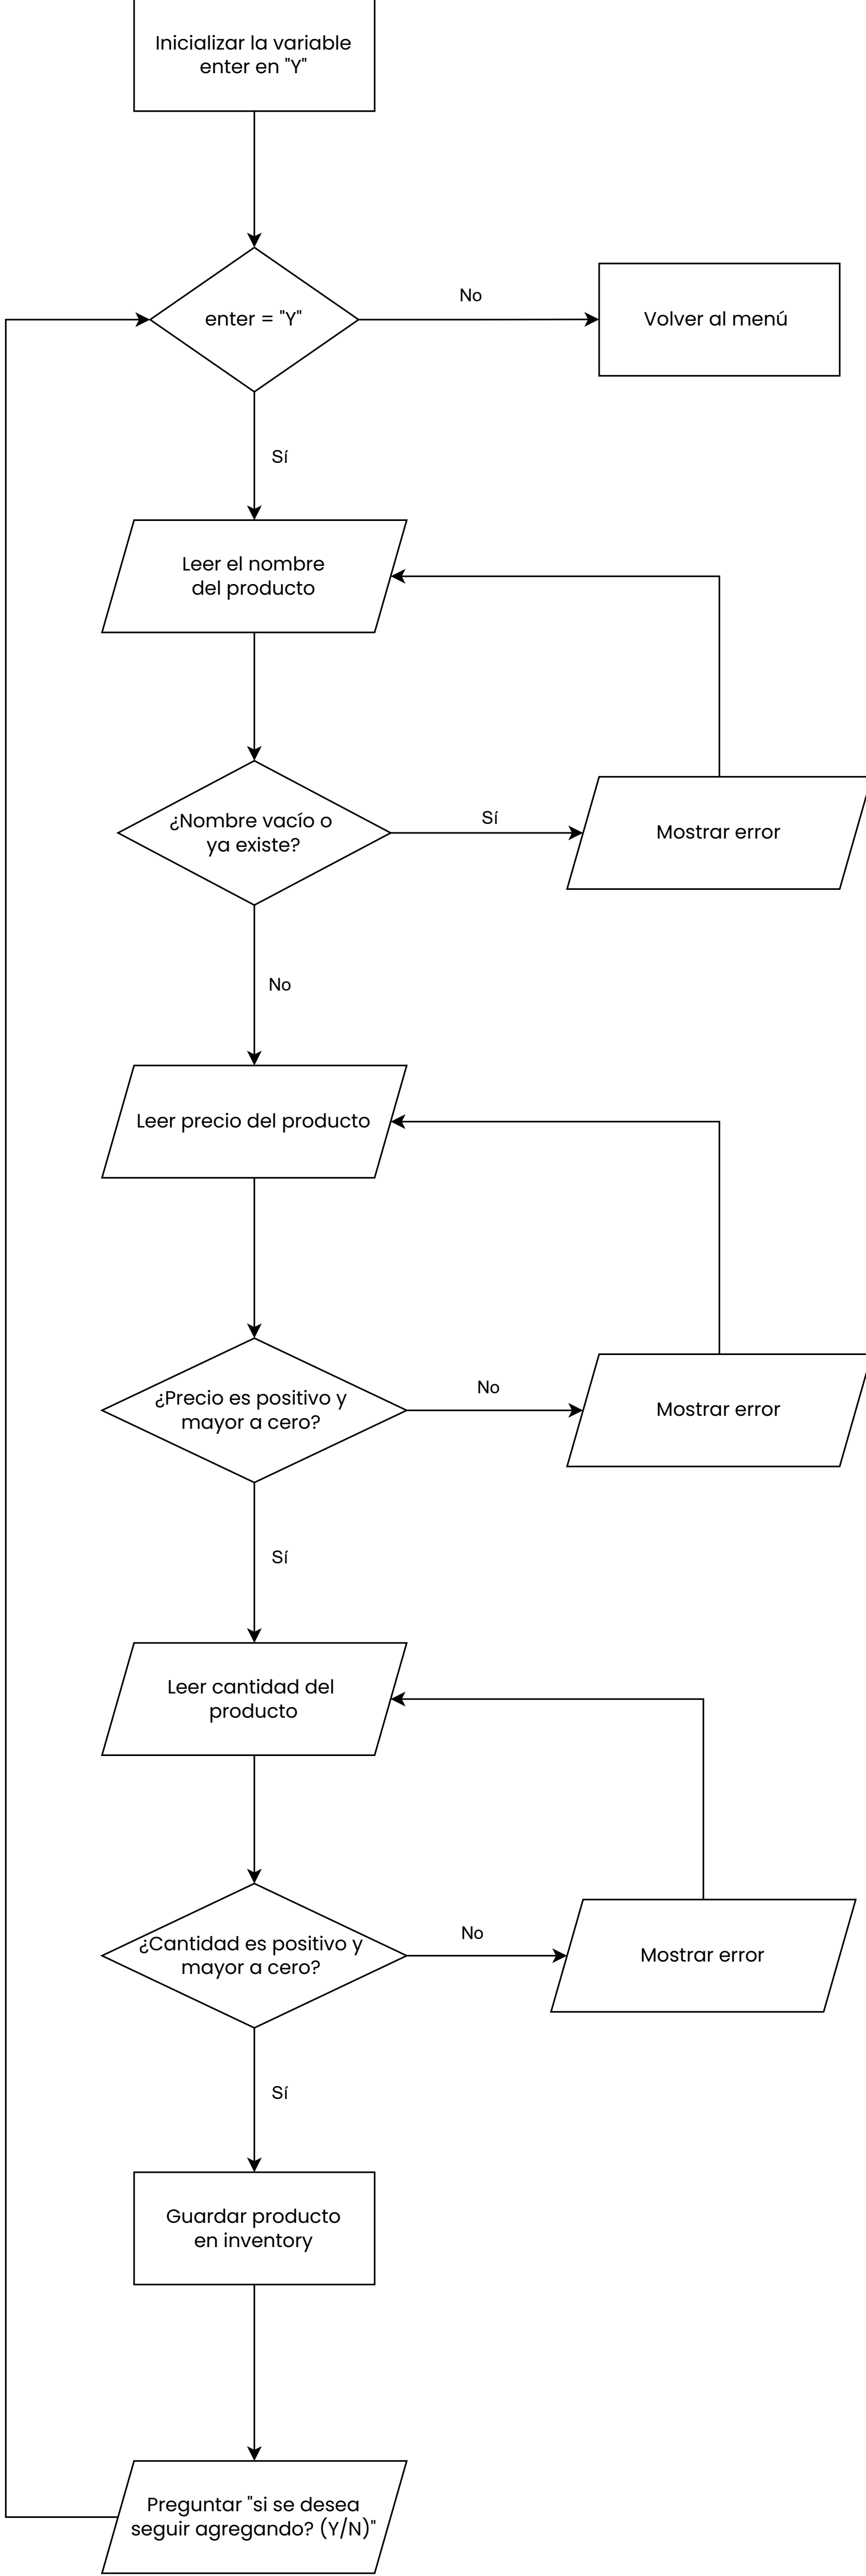 Inicializar la variable
enter en "Y"
enter = "Y"
No
Volver al menú
Sí
Leer el nombre
del producto
¿Nombre vacío o
ya existe?
Sí
Mostrar error
No
Leer precio del producto
¿Precio es positivo y
mayor a cero?
No
Mostrar error
Sí
Leer cantidad del
producto
¿Cantidad es positivo y
mayor a cero?
No
Mostrar error
Sí
Guardar producto
en inventory
Preguntar "si se desea
seguir agregando? (Y/N)"